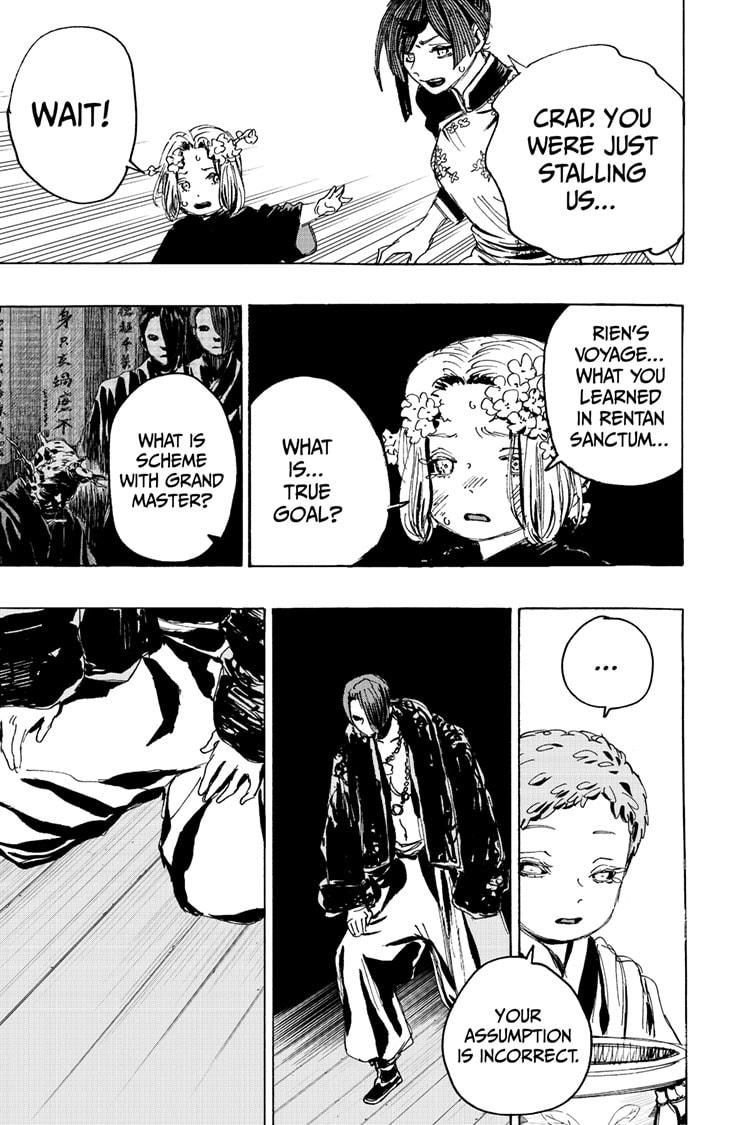 CRAP. YOU
WERE JUST
STALLING
US...
WAIT!
RIEN'S
VOYAGE...
WHAT YOU
LEARNED
IN RENTAN
SANCTUM...
WHAT
IS...
TRUE
GOAL?
WHAT IS
SCHEME
WITH GRAND
MASTER?
...
YOUR
ASSUMPTION
IS INCORRECT.